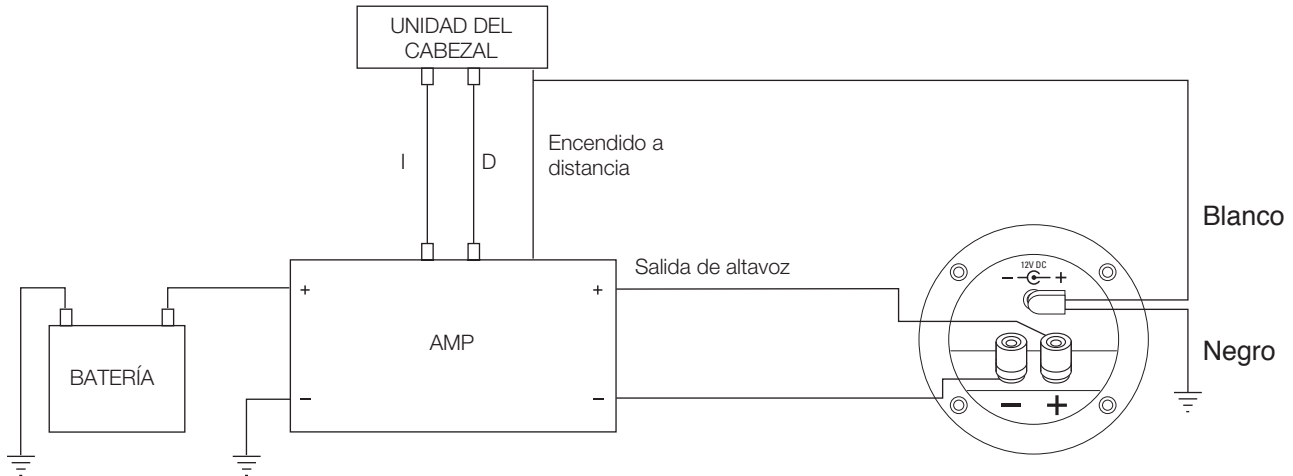 UNIDAD DEL
CABEZAL
I
D
Encendido a
distancia
Blanco
Salida de altavoz
12V DC
− +
+
+
AMP
BATERÍA
Negro
−
−
− +